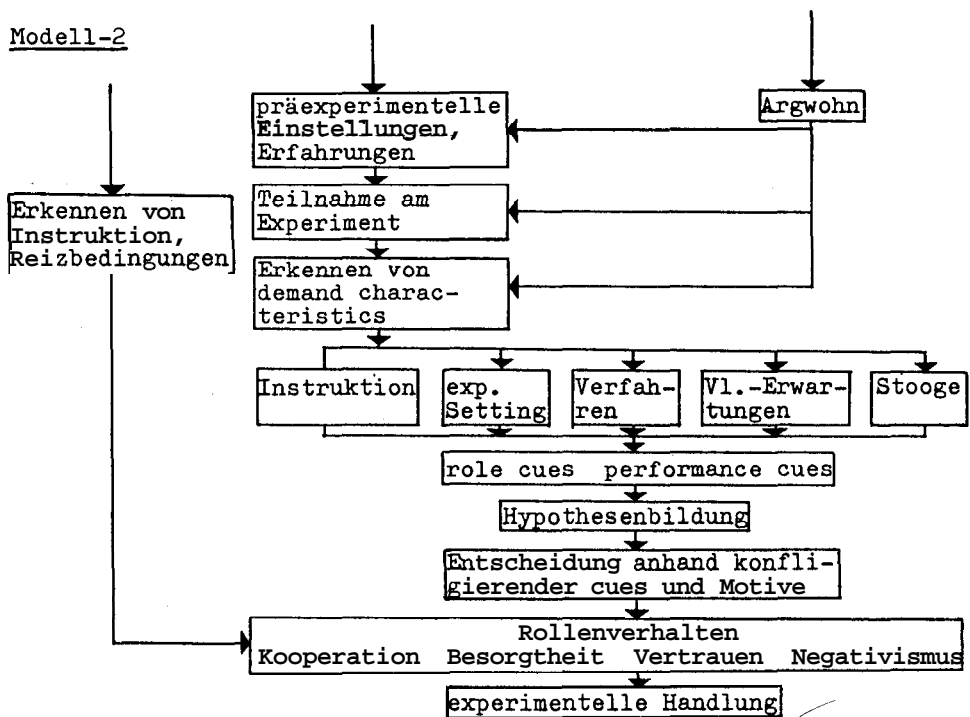 Modell-2
präexperimentelle
Einstellungen,
Erfahrungen
Argwohn
Erkennen von
Instruktion,
Reizbedingungen
Teilnahme am
Experiment
Erkennen von
demand charac-
teristics
Instruktion
exp.
Setting
Verfah-
ren
Vl.-Erwar-
tungen
Stooge
role cues performance cues
Hypothesenbildung
Entscheidung anhand konfli-
gierender cues und Motive
Rollenverhalten
Kooperation Besorgtheit Vertrauen Negativismus
experimentelle Handlung